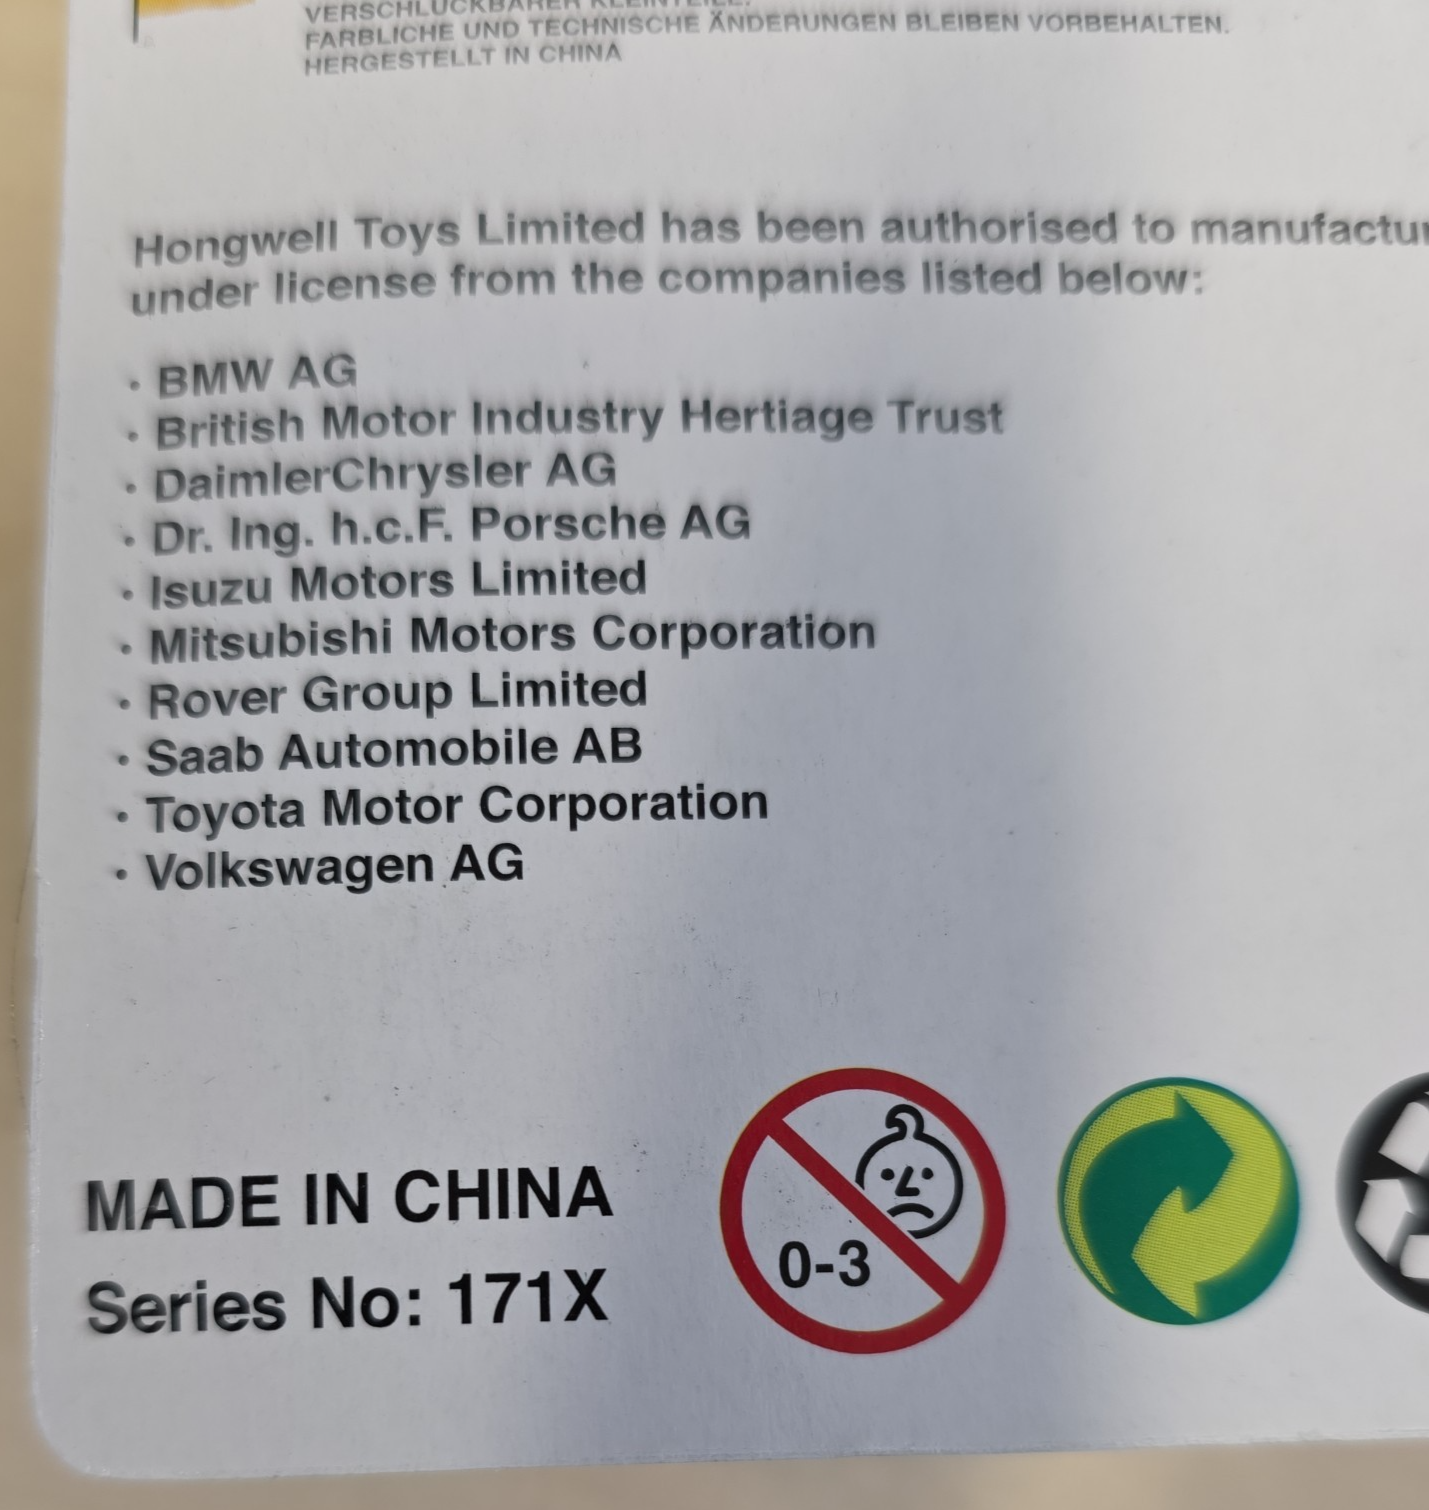 VERSCHLUCKBARER KLEINTEILE.
FARBLICHE UND TECHNISCHE ÄNDERUNGEN BLEIBEN VORBEHALTEN.
HERGESTELLT IN CHINA
Hongwell Toys Limited has been authorised to manufactur
under license from the companies listed below:
· BMW AG
· British Motor Industry Hertiage Trust
· DaimlerChrysler AG
· Dr. Ing. h.c.F. Porsche AG
· Isuzu Motors Limited
· Mitsubishi Motors Corporation
· Rover Group Limited
· Saab Automobile AB
· Toyota Motor Corporation
· Volkswagen AG
MADE IN CHINA
Series No: 171X
0-3